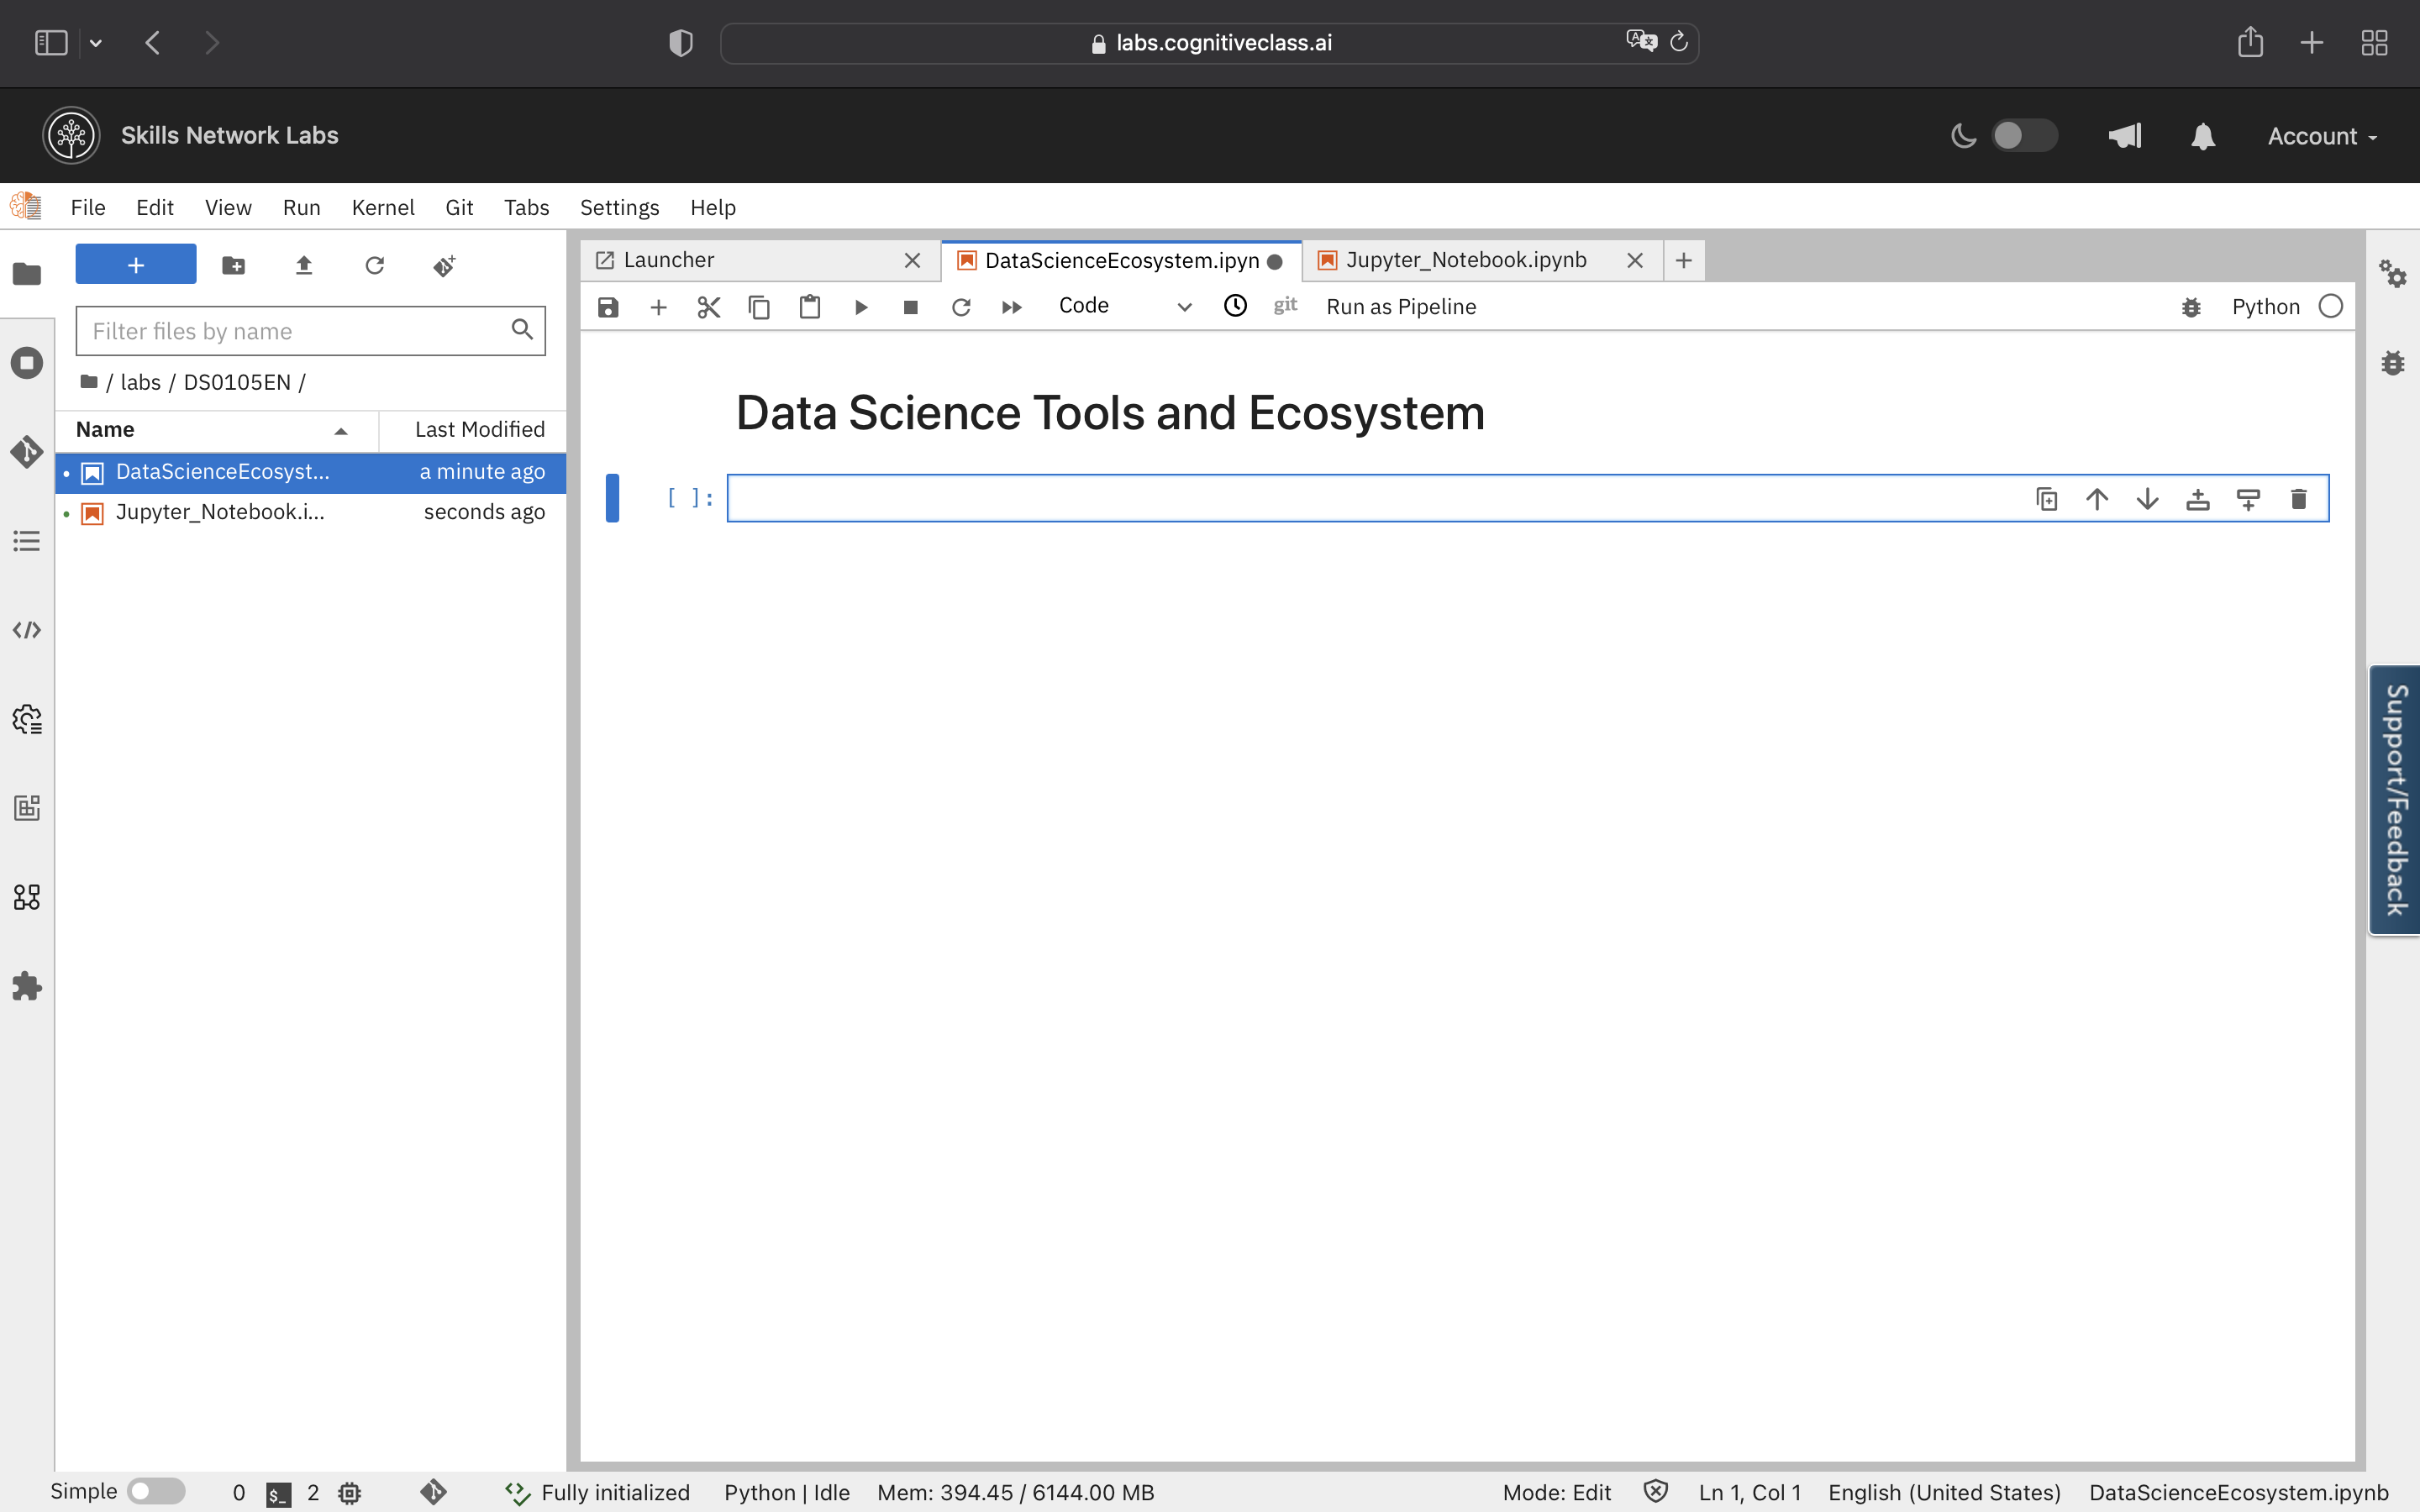 labs.cognitiveclass.ai
Skills Network Labs
Account
File Edit View Run Kernel Git Tabs Settings Help
+
Filter files by name
/ labs / DS0105EN /
Name Last Modified
DataScienceEcosyst... a minute ago
Jupyter_Notebook.i... seconds ago
Launcher DataScienceEcosystem.ipyn Jupyter_Notebook.ipynb
Code git Run as Pipeline Python
Data Science Tools and Ecosystem
[ ]:
Support/Feedback
Simple 0 $_ 2 Fully initialized Python | Idle Mem: 394.45 / 6144.00 MB Mode: Edit Ln 1, Col 1 English (United States) DataScienceEcosystem.ipynb